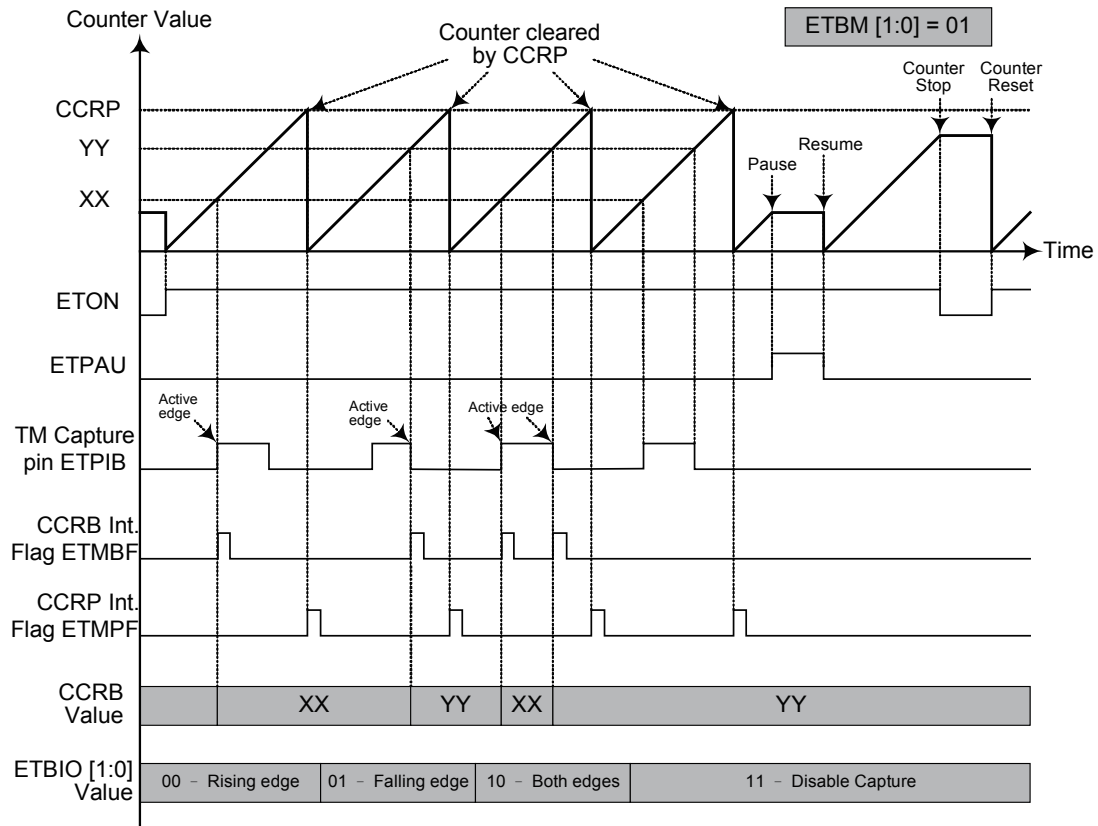 Counter Value
ETBM [1:0] = 01
Counter cleared
by CCRP
Counter
Stop
Counter
Reset
CCRP
YY
Pause
Resume
XX
Time
ETON
ETPAU
Active
edge
Active
edge
Active edge
TM Capture
pin ETPIB
CCRB Int.
Flag ETMBF
CCRP Int.
Flag ETMPF
CCRB
Value
XX
YY
XX
YY
ETBIO [1:0]
Value
00 - Rising edge
01 - Falling edge
10 - Both edges
11 - Disable Capture